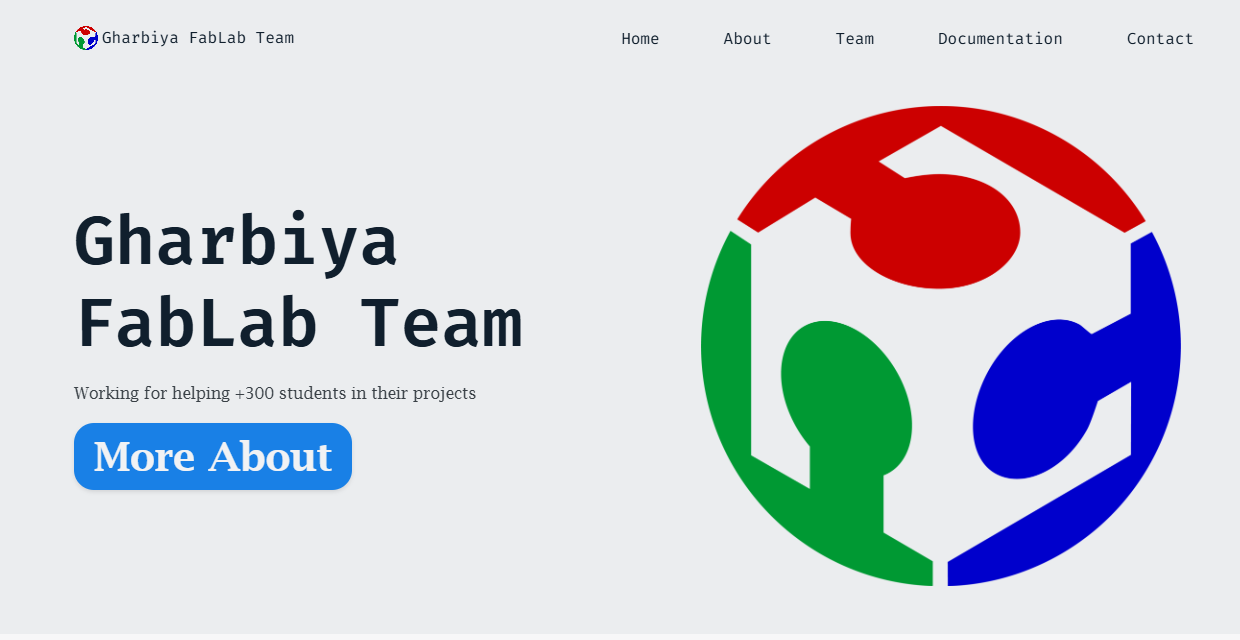 Gharbiya FabLab Team
Home About Team Documentation Contact
Gharbiya
FabLab Team
Working for helping +300 students in their projects
More About